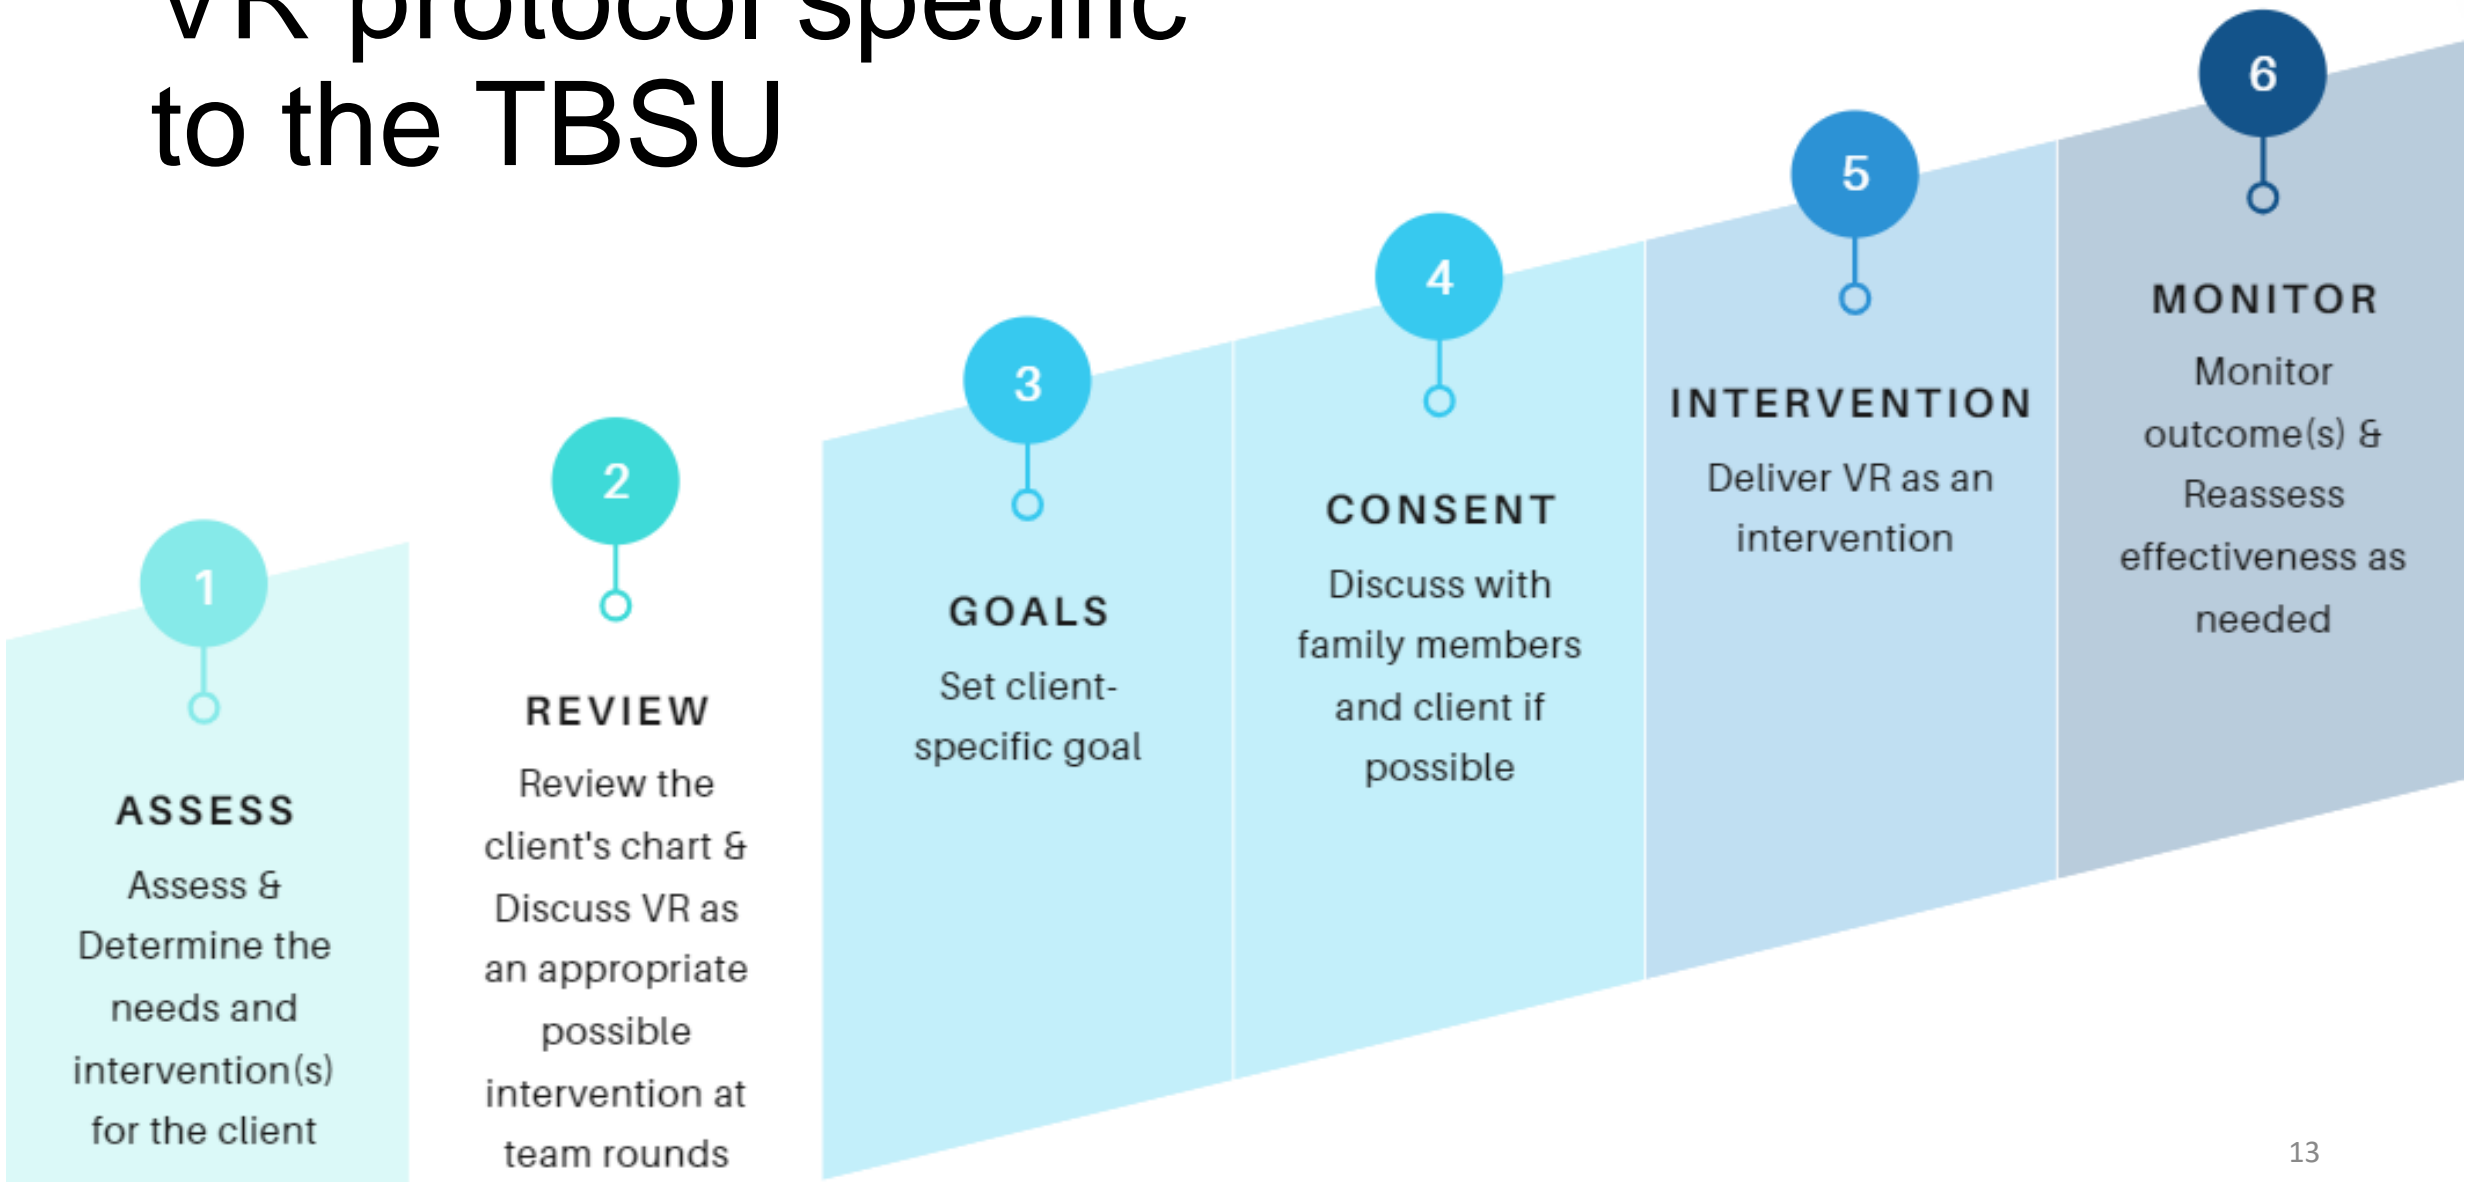 VR protocol specific
to the TBSU
1
ASSESS
Assess &
Determine the
needs and
intervention(s)
for the client
2
REVIEW
Review the
client's chart &
Discuss VR as
an appropriate
possible
intervention at
team rounds
3
GOALS
Set client-
specific goal
4
CONSENT
Discuss with
family members
and client if
possible
5
INTERVENTION
Deliver VR as an
intervention
6
MONITOR
Monitor
outcome(s) &
Reassess
effectiveness as
needed
13